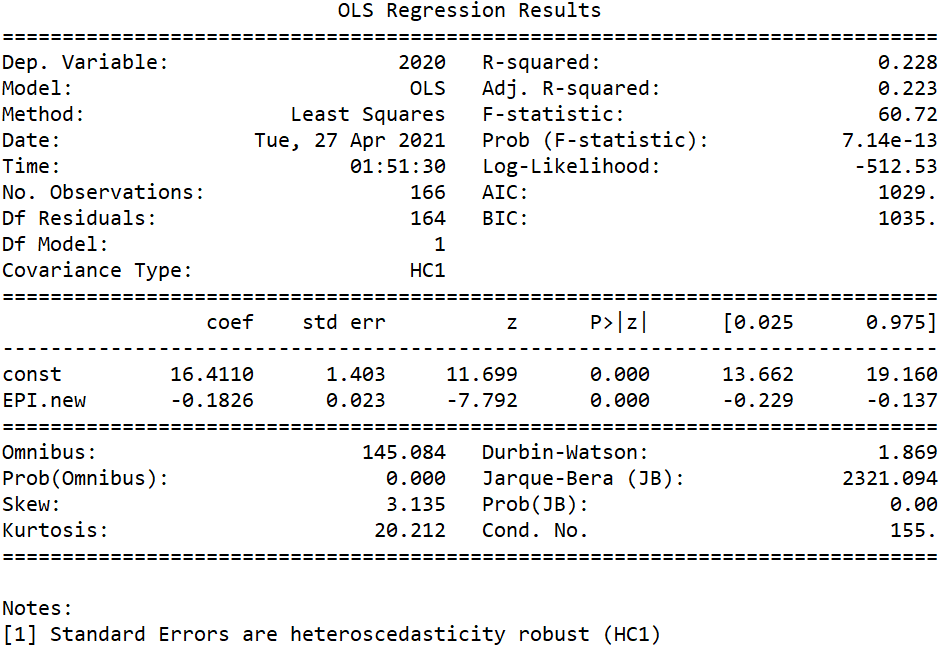 OLS Regression Results
==============================================================================
Dep. Variable:                   2020   R-squared:                       0.228
Model:                            OLS   Adj. R-squared:                  0.223
Method:                 Least Squares   F-statistic:                     60.72
Date:                Tue, 27 Apr 2021   Prob (F-statistic):           7.14e-13
Time:                        01:51:30   Log-Likelihood:                -512.53
No. Observations:                 166   AIC:                             1029.
Df Residuals:                     164   BIC:                             1035.
Df Model:                           1
Covariance Type:                  HC1
==============================================================================
                 coef    std err          z      P>|z|      [0.025      0.975]
------------------------------------------------------------------------------
const         16.4110      1.403     11.699      0.000      13.662      19.160
EPI.new       -0.1826      0.023     -7.792      0.000      -0.229      -0.137
==============================================================================
Omnibus:                      145.084   Durbin-Watson:                   1.869
Prob(Omnibus):                  0.000   Jarque-Bera (JB):             2321.094
Skew:                           3.135   Prob(JB):                         0.00
Kurtosis:                      20.212   Cond. No.                         155.
==============================================================================
Notes:
[1] Standard Errors are heteroscedasticity robust (HC1)